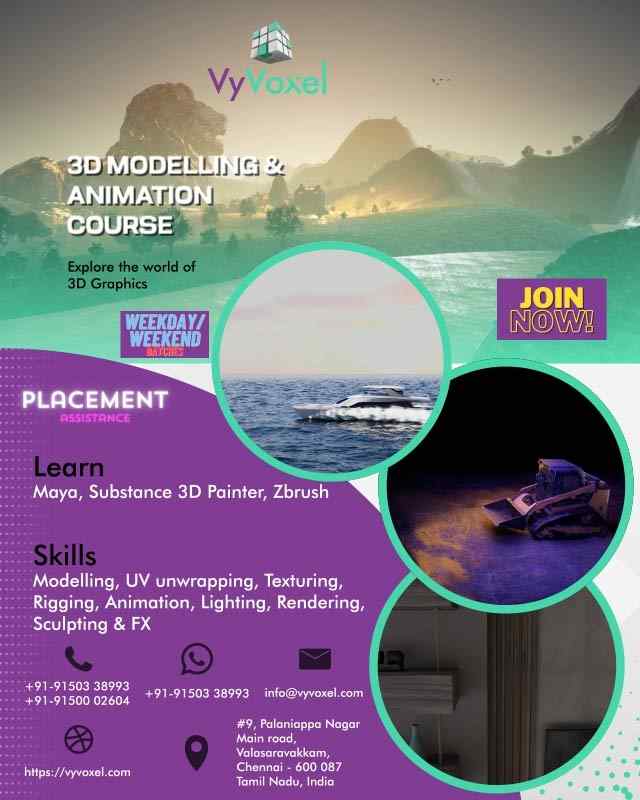 VyVoxel
3D MODELLING &
ANIMATION
COURSE
Explore the world of
3D Graphics
JOIN
NOW!
WEEKDAY/
WEEKEND
BATCHES
PLACEMENT
ASSISTANCE
Learn
Maya, Substance 3D Painter, Zbrush
Skills
Modelling, UV unwrapping, Texturing,
Rigging, Animation, Lighting, Rendering,
Sculpting & FX
+91-91503 38993
+91-91500 02604
+91-91503 38993
info@vyvoxel.com
https://vyvoxel.com
#9, Palaniappa Nagar
Main road,
Valasaravakkam,
Chennai - 600 087
Tamil Nadu, India